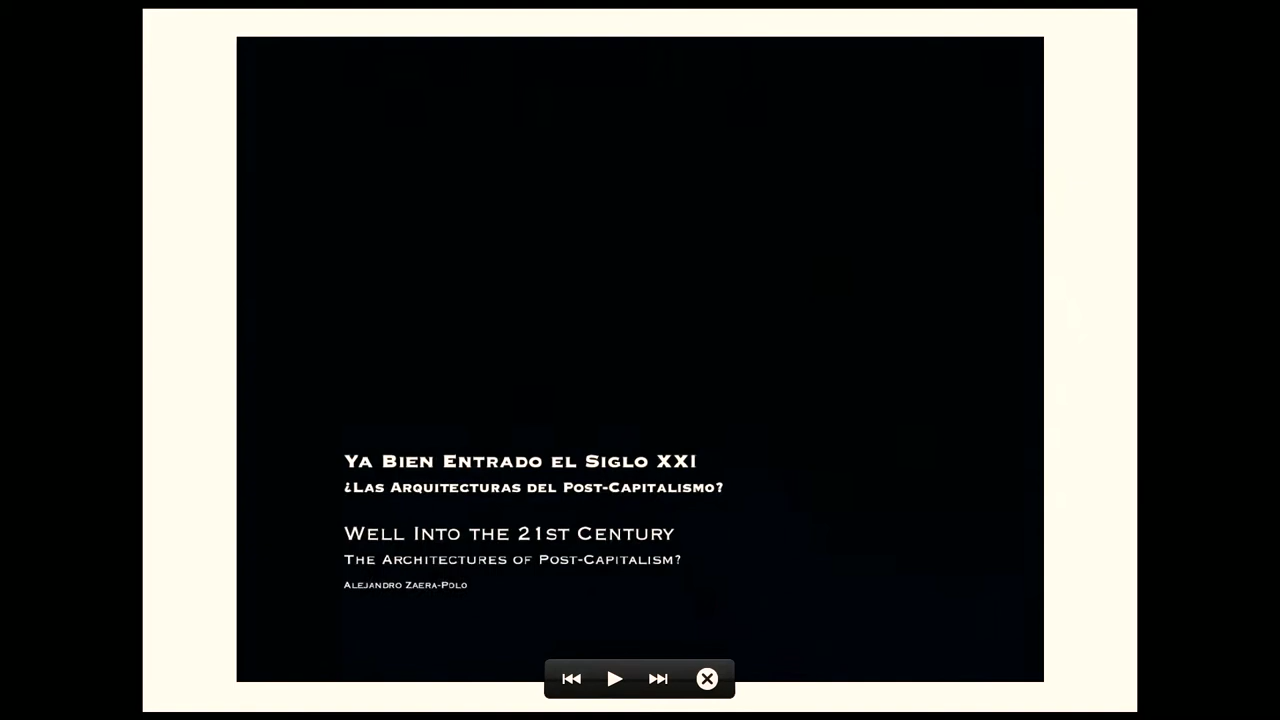 Ya Bien Entrado el Siglo XXI
¿Las Arquitecturas del Post-Capitalismo?
Well Into the 21st Century
The Architectures of Post-Capitalism?
Alejandro Zaera-Polo